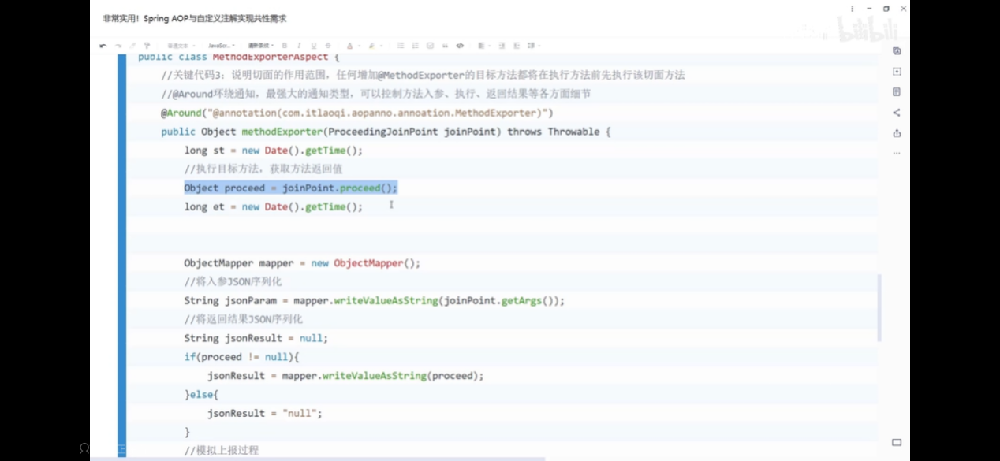 非常实用！Spring AOP与自定义注解实现共性需求
bilibili
普通文本
JavaScr...
清新条纹
public class MethodExporterAspect {
//关键代码3：说明切面的作用范围，任何增加@MethodExporter的目标方法都将在执行方法前先执行该切面方法
//@Around环绕通知，最强大的通知类型，可以控制方法入参、执行、返回结果等各方面细节
@Around("@annotation(com.itlaoqi.aopanno.annoation.MethodExporter)")
public Object methodExporter(ProceedingJoinPoint joinPoint) throws Throwable {
long st = new Date().getTime();
//执行目标方法，获取方法返回值
Object proceed = joinPoint.proceed();
long et = new Date().getTime();
ObjectMapper mapper = new ObjectMapper();
//将入参JSON序列化
String jsonParam = mapper.writeValueAsString(joinPoint.getArgs());
//将返回结果JSON序列化
String jsonResult = null;
if(proceed != null){
jsonResult = mapper.writeValueAsString(proceed);
}else{
jsonResult = "null";
}
//模拟上报过程